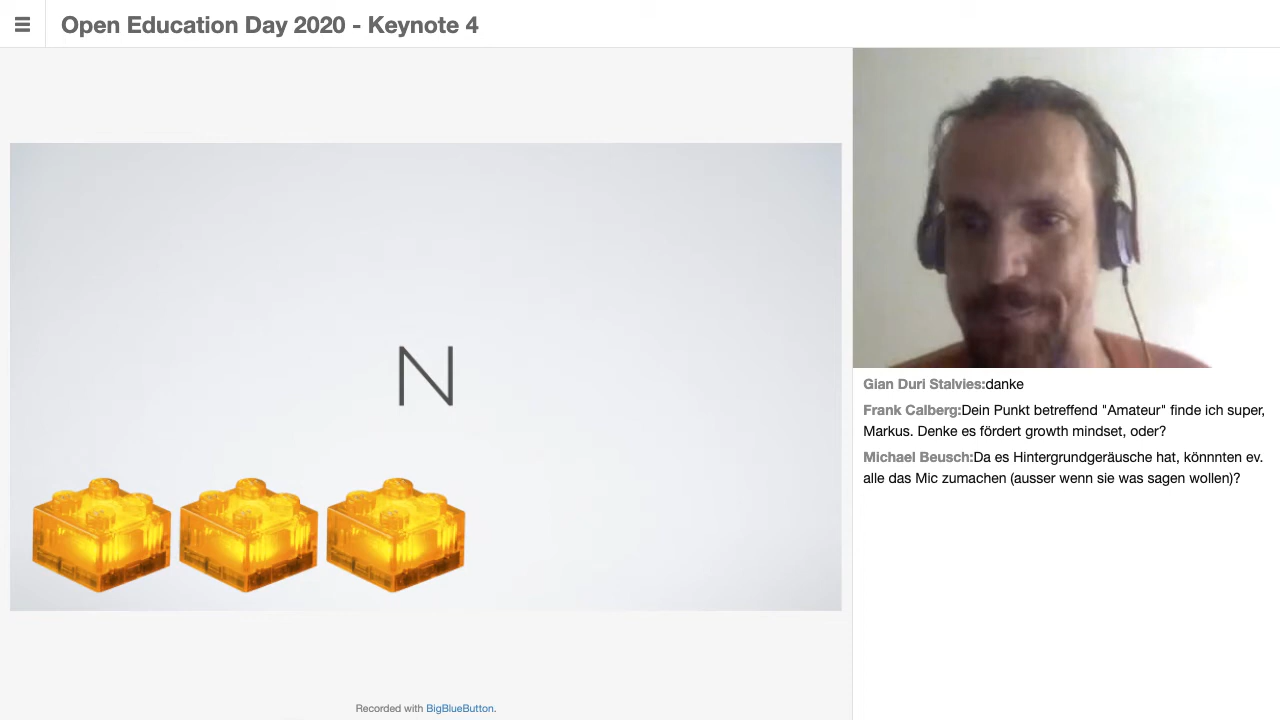 Open Education Day 2020 - Keynote 4
N
Gian Duri Stalvies:danke
Frank Calberg:Dein Punkt betreffend "Amateur" finde ich super,
Markus. Denke es fördert growth mindset, oder?
Michael Beusch:Da es Hintergrundgeräusche hat, könnnten ev.
alle das Mic zumachen (ausser wenn sie was sagen wollen)?
Recorded with BigBlueButton.